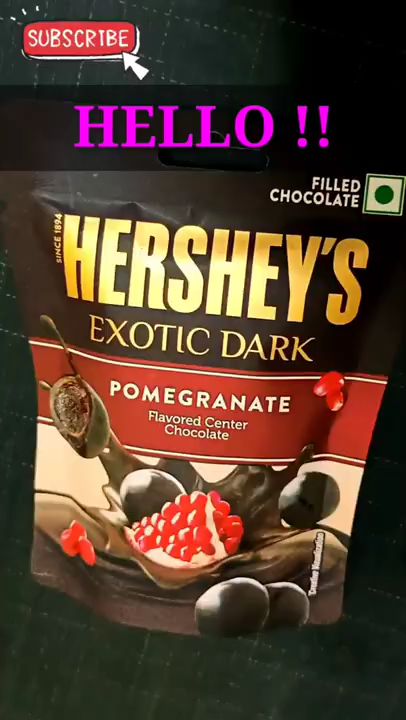 SUBSCRIBE
HELLO !!
FILLED
CHOCOLATE
SINCE 1894
HERSHEY'S
EXOTIC DARK
POMEGRANATE
Flavored Center
Chocolate